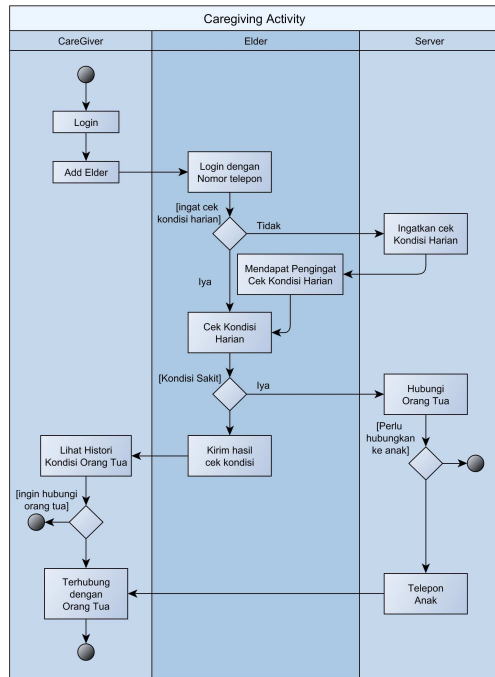 Caregiving Activity
CareGiver
Elder
Server
Login
Add Elder
Login dengan
Nomor telepon
[ingat cek
kondisi harian]
Tidak
Ingatkan cek
Kondisi Harian
Mendapat Pengingat
Cek Kondisi Harian
Iya
Cek Kondisi
Harian
[Kondisi Sakit]
Iya
Hubungi
Orang Tua
[Perlu
hubungkan
ke anak]
Kirim hasil
cek kondisi
Lihat Histori
Kondisi Orang Tua
[ingin hubungi
orang tua]
Terhubung
dengan
Orang Tua
Telepon
Anak